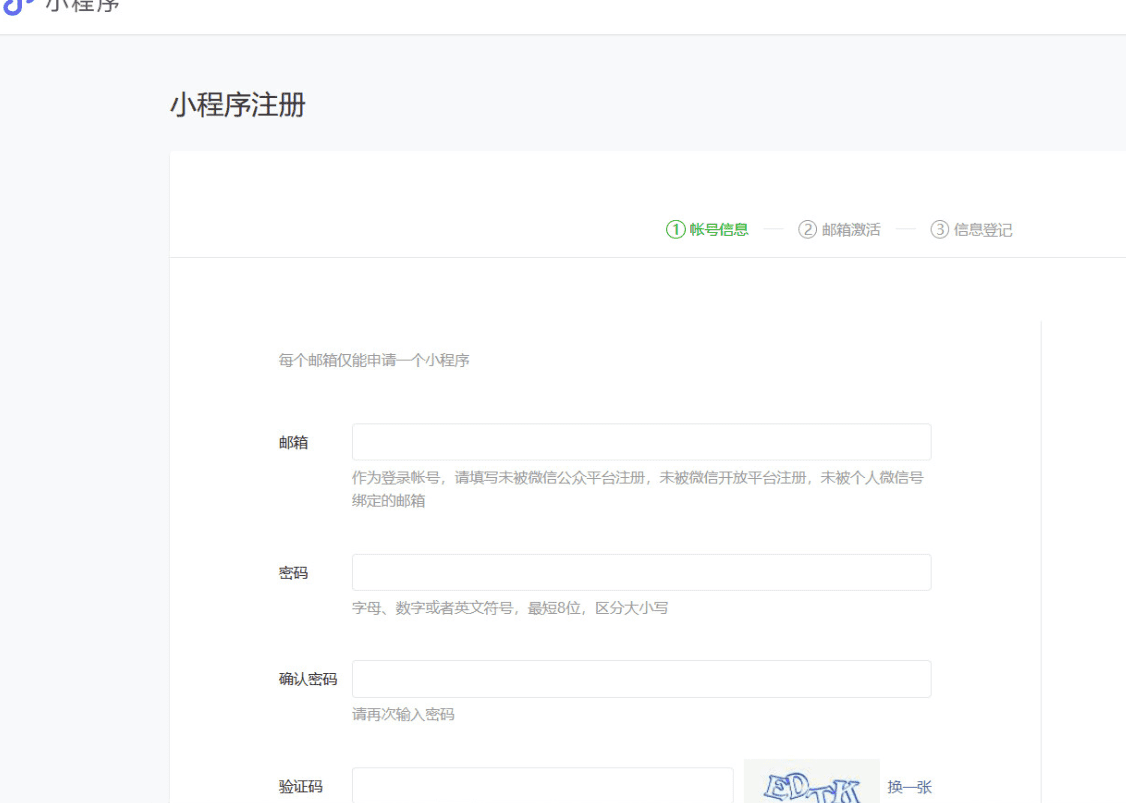 小程序
小程序注册
① 帐号信息 — ② 邮箱激活 — ③ 信息登记
每个邮箱仅能申请一个小程序
邮箱
作为登录帐号，请填写未被微信公众平台注册，未被微信开放平台注册，未被个人微信号
绑定的邮箱
密码
字母、数字或者英文符号，最短8位，区分大小写
确认密码
请再次输入密码
验证码 EDTK 换一张